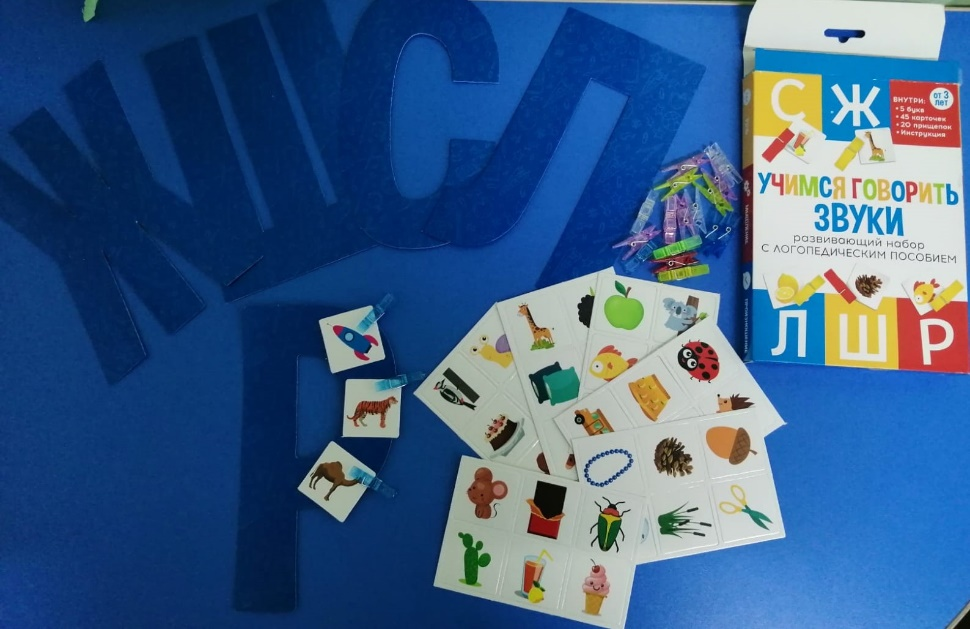 Ж Ш С Л
Р
С Ж
ВНУТРИ:
• 5 букв
• 45 карточек
• 20 прищепок
• Инструкция
от 3
лет
УЧИМСЯ ГОВОРИТЬ
ЗВУКИ
развивающий набор
с логопедическим пособием
Л Ш Р